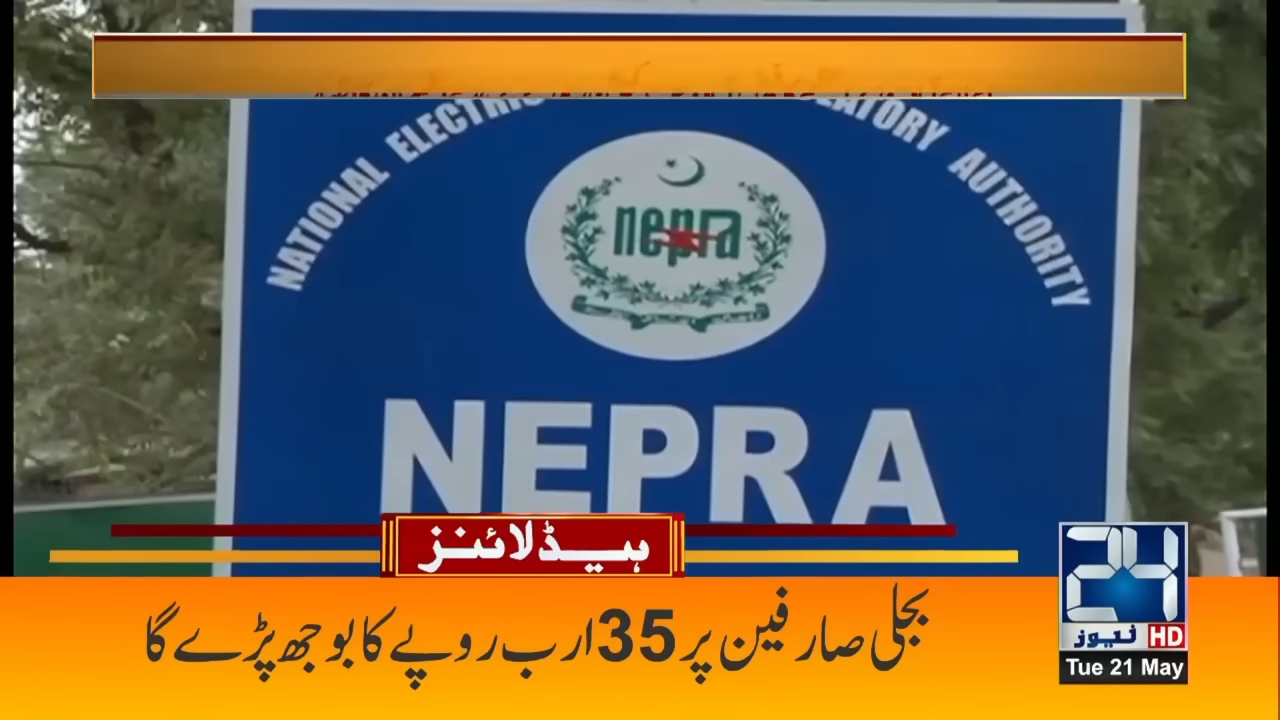 NATIONAL ELECTRIC AUTHORITY
nepra
NEPRA
ہیڈلائنز
بجلی صارفین پر 35 ارب روپے کا بوجھ پڑے گا
24
نیوز HD
Tue 21 May